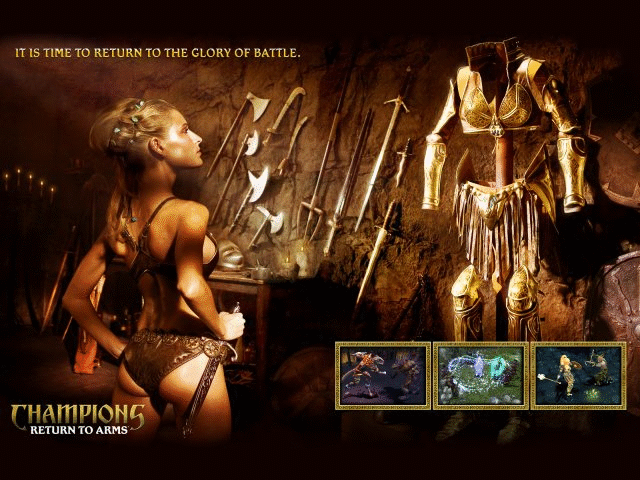 IT IS TIME TO RETURN TO THE GLORY OF BATTLE.
CHAMPIONS
RETURN TO ARMS